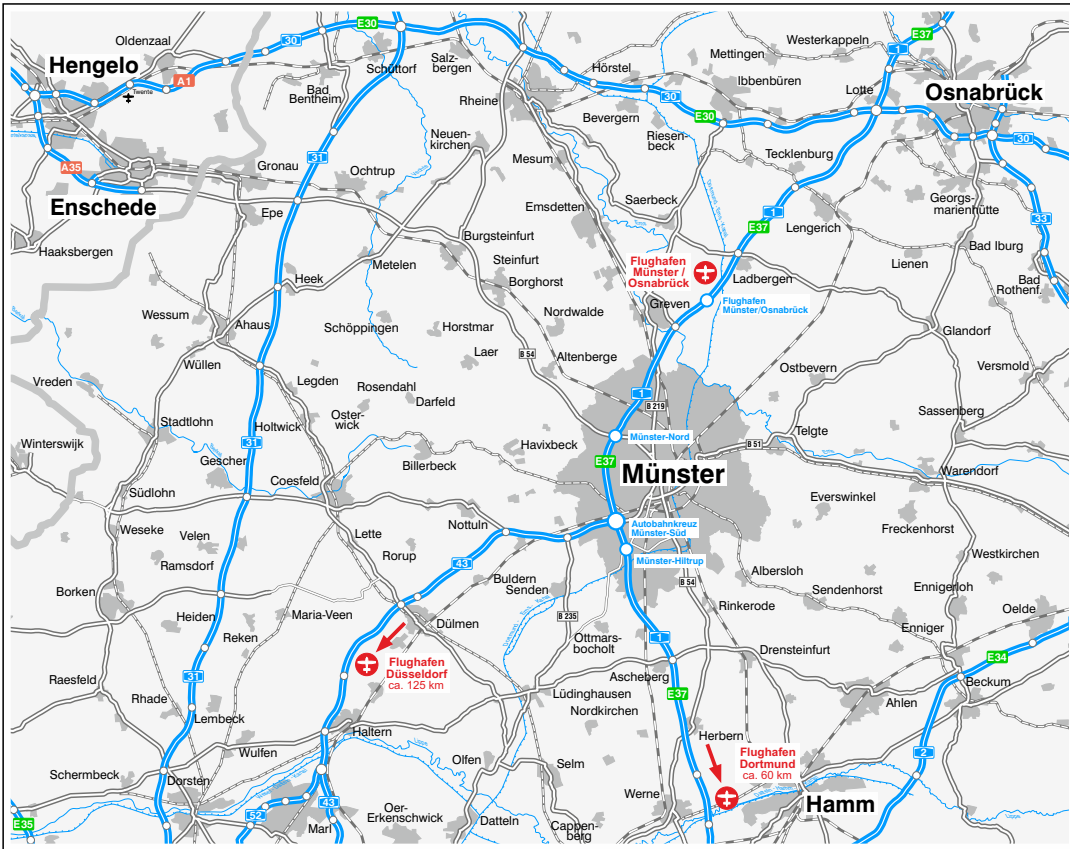 E30
E37
Oldenzaal
Westerkappeln
1
30
Salz-
bergen
Mettingen
Hengelo
Schüttorf
Hörstel
A1
Twente
Bad
Bentheim
Ibbenbüren
Lotte
Osnabrück
Rheine
30
Bevergern
E30
Riesen-
beck
30
Neuen-
kirchen
31
Mesum
Tecklenburg
A35
Gronau
Ochtrup
Georgs-
marienhütte
Enschede
Saerbeck
1
Epe
Emsdetten
E37
Lengerich
33
Haaksbergen
Burgsteinfurt
Bad Iburg
Metelen
Steinfurt
Flughafen
Münster /
Osnabrück
Lienen
Heek
Borghorst
Ladbergen
Bad
Rothenf.
Wessum
Greven
Flughafen
Münster/Osnabrück
Ahaus
Schöppingen
Horstmar
Nordwalde
Glandorf
Laer
B 54
Altenberge
Wüllen
Ostbevern
Versmold
Vreden
Legden
Rosendahl
Darfeld
1
B 219
Stadtlohn
Holtwick
Oster-
wick
Sassenberg
Winterswijk
31
Havixbeck
Münster-Nord
Telgte
B 51
Gescher
Billerbeck
E37
Münster
Warendorf
Südlohn
Coesfeld
Everswinkel
Weseke
Velen
Lette
Nottuln
Autobahnkreuz
Münster-Süd
Freckenhorst
Ramsdorf
Rorup
43
Münster-Hiltrup
Westkirchen
Albersloh
Borken
Buldern
Senden
B 54
Sendenhorst
Ennigerloh
Heiden
Maria-Veen
Dülmen
B 235
Rinkerode
Oelde
Reken
Ottmars-
bocholt
1
Enniger
Flughafen
Düsseldorf
ca. 125 km
Drensteinfurt
E34
Raesfeld
31
Ascheberg
Beckum
Rhade
E37
Lüdinghausen
Ahlen
Lembeck
Nordkirchen
Haltern
Herbern
Wulfen
Flughafen
Dortmund
ca. 60 km
2
Schermbeck
Olfen
Selm
Dorsten
Werne
Hamm
43
Oer-
Erkenschwick
52
E35
Marl
Datteln
Cappen-
berg